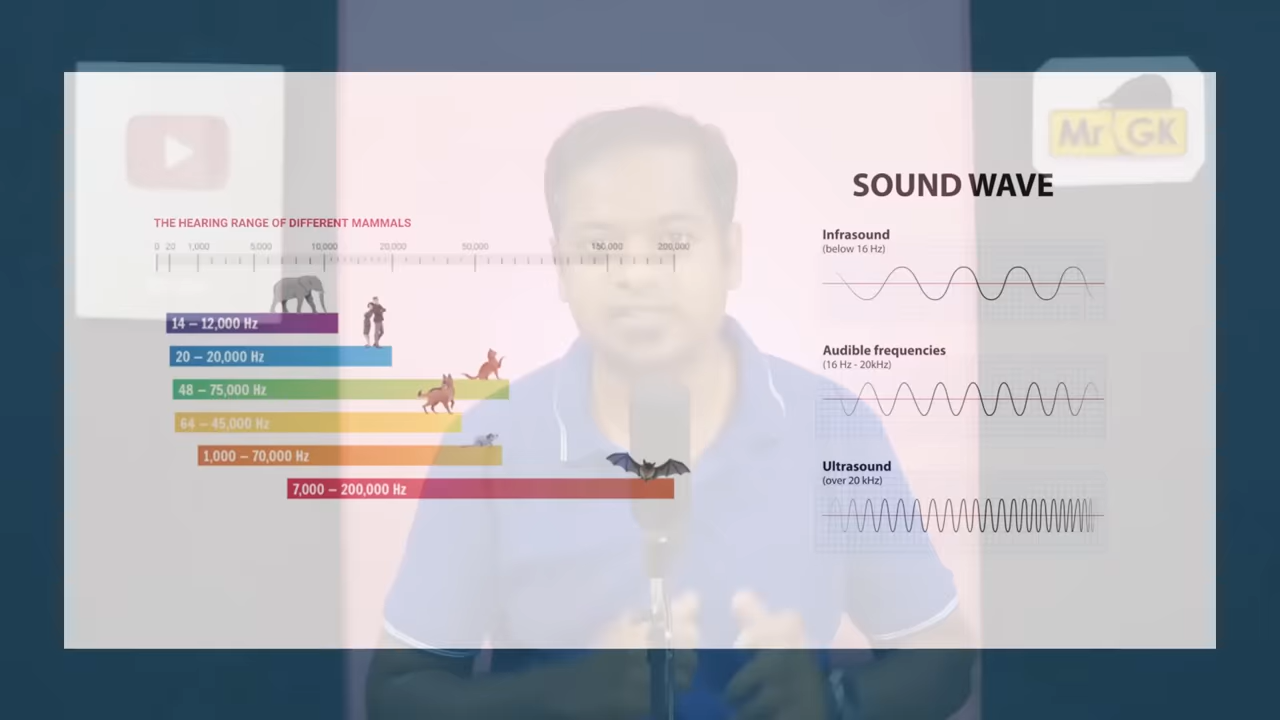 Mr GK
SOUND WAVE
THE HEARING RANGE OF DIFFERENT MAMMALS
0 20 1,000 5,000 10,000 20,000 50,000 150,000 200,000
14 – 12,000 Hz
20 – 20,000 Hz
48 – 75,000 Hz
64 – 45,000 Hz
1,000 – 70,000 Hz
7,000 – 200,000 Hz
Infrasound
(below 16 Hz)
Audible frequencies
(16 Hz - 20kHz)
Ultrasound
(over 20 kHz)